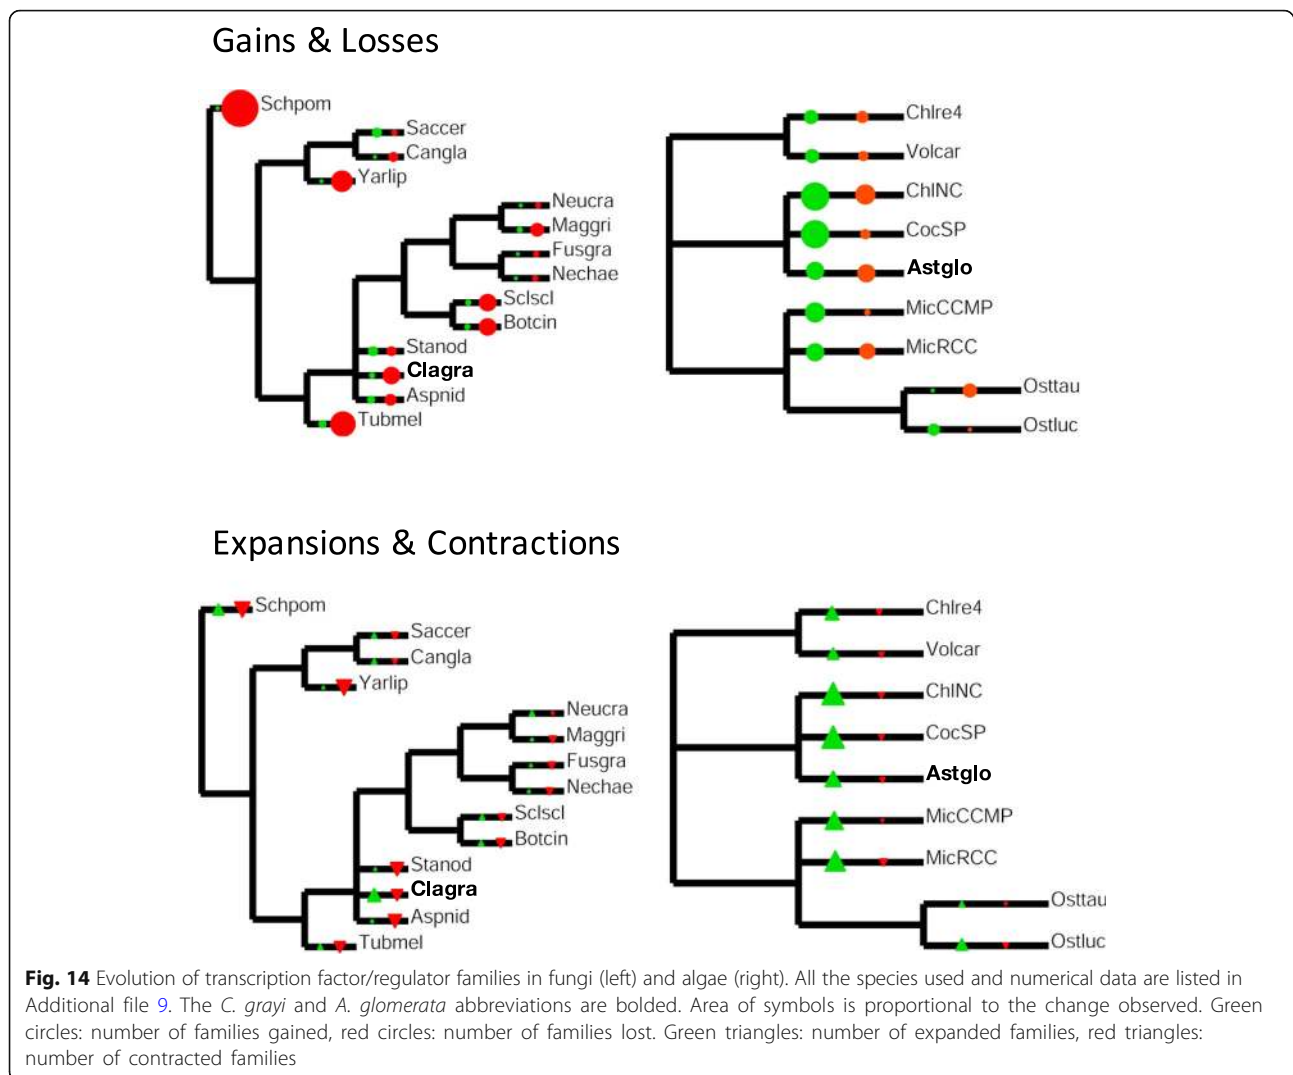 Gains & Losses
Schpom
Saccer
Cangla
Yarlip
Neucra
Maggri
Fusgra
Nechae
Sclscl
Botcin
Stanod
Clagra
Aspnid
Tubmel
Chlre4
Volcar
ChlNC
CocSP
Astglo
MicCCMP
MicRCC
Osttau
Ostluc
Expansions & Contractions
Schpom
Saccer
Cangla
Yarlip
Neucra
Maggri
Fusgra
Nechae
Sclscl
Botcin
Stanod
Clagra
Aspnid
Tubmel
Chlre4
Volcar
ChlNC
CocSP
Astglo
MicCCMP
MicRCC
Osttau
Ostluc
Fig. 14 Evolution of transcription factor/regulator families in fungi (left) and algae (right). All the species used and numerical data are listed in
Additional file 9. The C. grayi and A. glomerata abbreviations are bolded. Area of symbols is proportional to the change observed. Green
circles: number of families gained, red circles: number of families lost. Green triangles: number of expanded families, red triangles:
number of contracted families